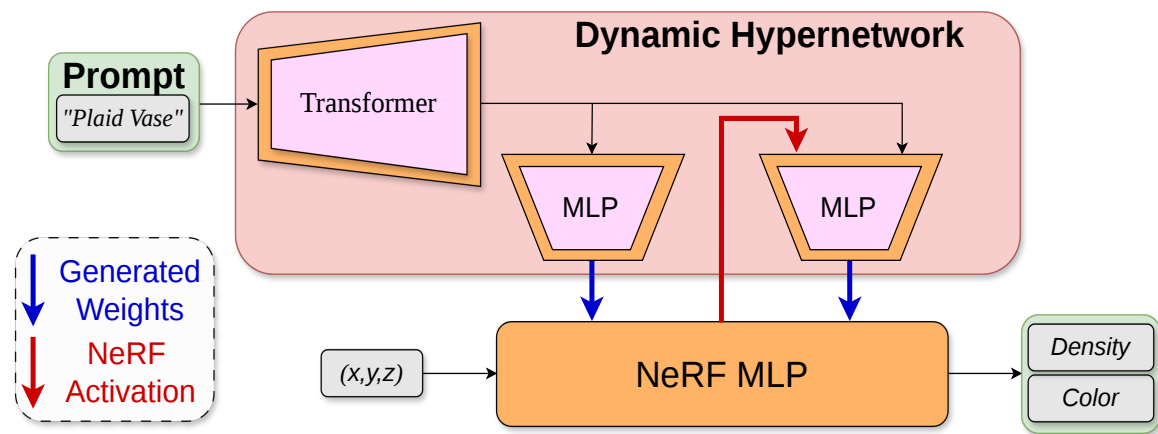 Dynamic Hypernetwork
Prompt
"Plaid Vase"
Transformer
MLP
MLP
Generated
Weights
NeRF
Activation
(x,y,z)
NeRF MLP
Density
Color